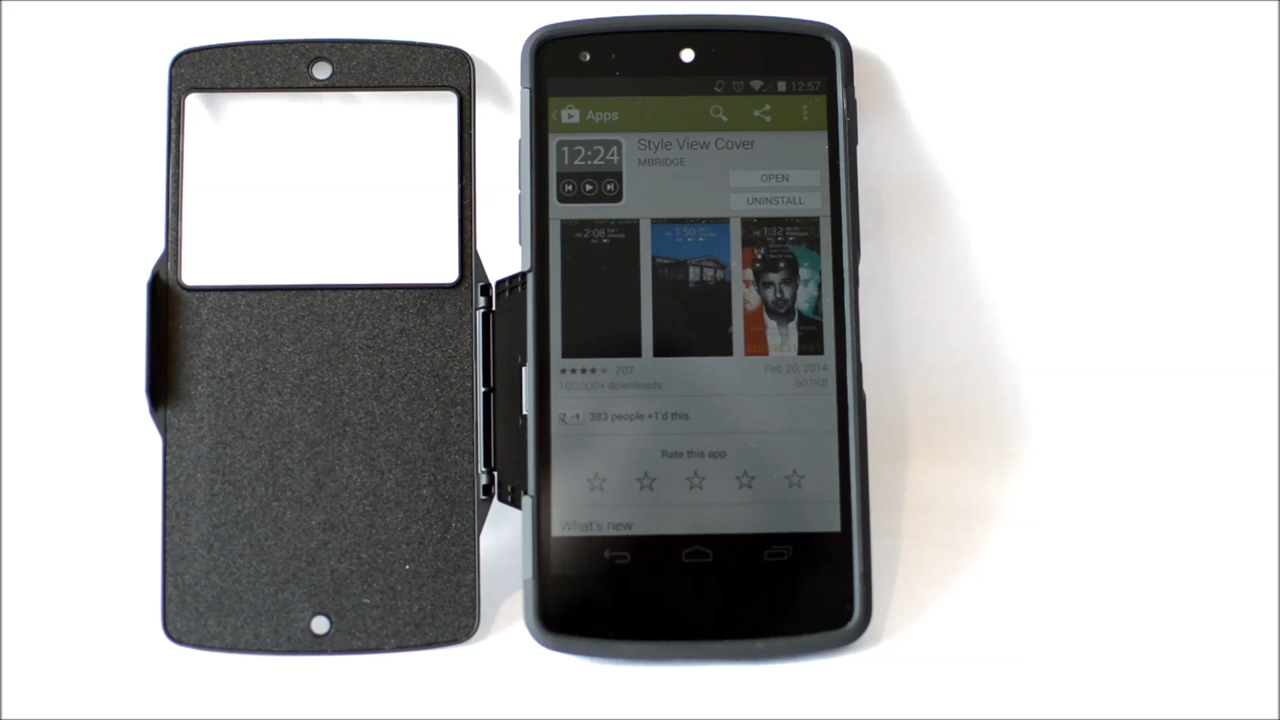 12:57
Apps
12:24
Style View Cover
MBRIDGE
OPEN
UNINSTALL
2:08
1:50
1:32
707
Feb 20, 2014
100,000+ downloads
607KB
+1
383 people +1'd this.
Rate this app
What's new